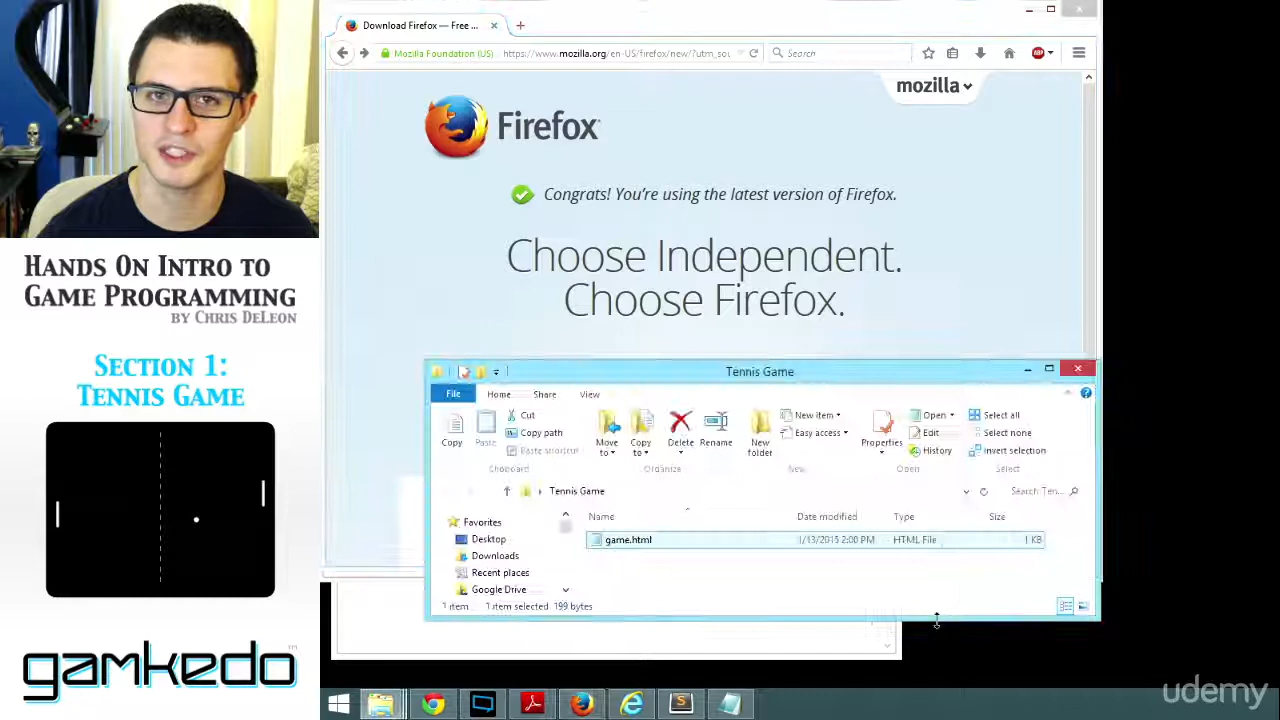 Download Firefox — Free ...
Mozilla Foundation (US)
https://www.mozilla.org/en-US/firefox/new/?utm_sou
Search
ABP
mozilla
Firefox
Congrats! You're using the latest version of Firefox.
Choose Independent.
Choose Firefox.
HANDS ON INTRO TO
GAME PROGRAMMING
BY CHRIS DELEON
SECTION 1:
TENNIS GAME
gamkedo
TM
Tennis Game
File
Home
Share
View
Copy
Paste
Cut
Copy path
Paste shortcut
Clipboard
Move to
Copy to
Delete
Rename
Organize
New folder
New item
Easy access
New
Properties
Open
Edit
History
Open
Select all
Select none
Invert selection
Select
Tennis Game
Search Ten...
Favorites
Desktop
Downloads
Recent places
Google Drive
Name
Date modified
Type
Size
game.html
1/13/2015 2:00 PM
HTML File
1 KB
1 item
1 item selected 199 bytes
udemy